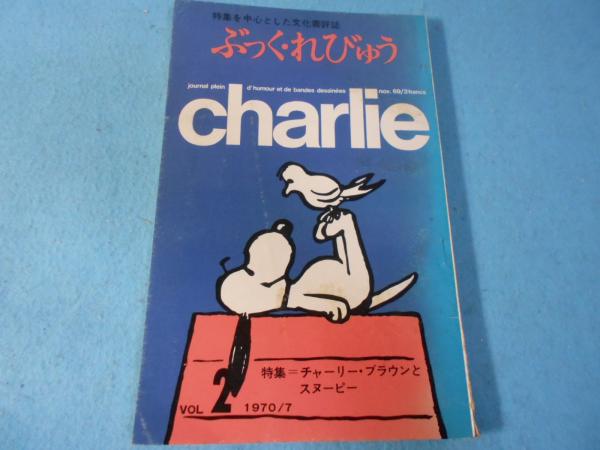 特集を中心とした文化書評誌
ぶっく・れびゅう
journal plein d'humour et de bandes dessinées nov. 69/3francs
charlie
特集=チャーリー・ブラウンと
スヌーピー
VOL 2 1970/7